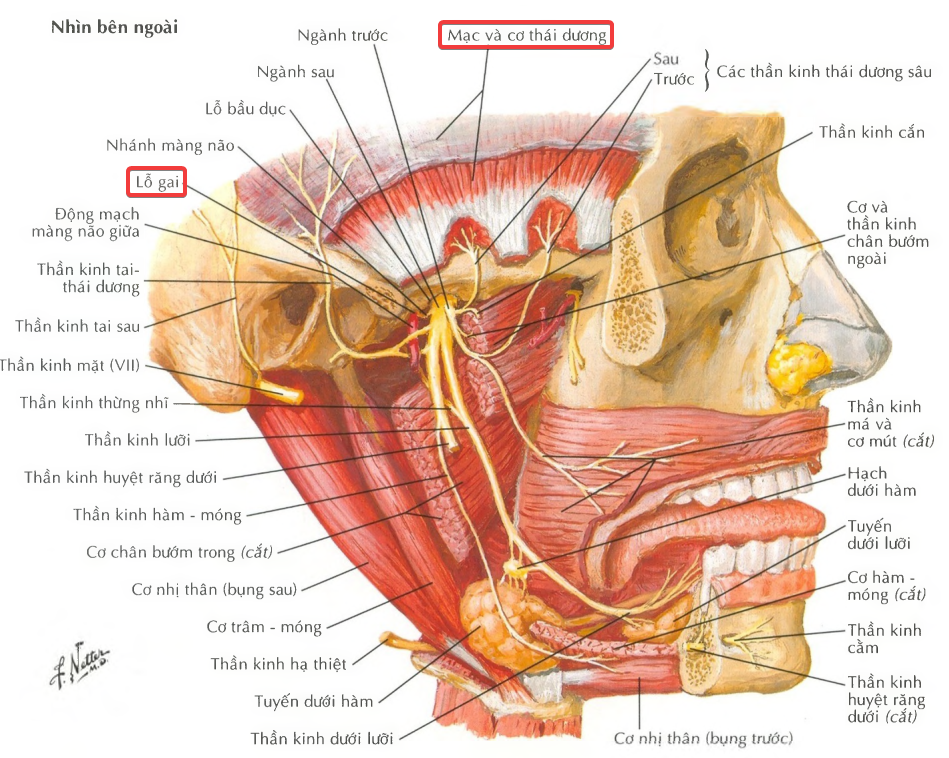 Nhìn bên ngoài
Ngành trước
Mạc và cơ thái dương
Sau
Trước
Các thần kinh thái dương sâu
Ngành sau
Lỗ bầu dục
Nhánh màng não
Lỗ gai
Động mạch
màng não giữa
Thần kinh tai-
thái dương
Thần kinh tai sau
Thần kinh mặt (VII)
Thần kinh thừng nhĩ
Thần kinh lưỡi
Thần kinh huyệt răng dưới
Thần kinh hàm - móng
Cơ chân bướm trong (cắt)
Cơ nhị thân (bụng sau)
Cơ trâm - móng
Thần kinh hạ thiệt
Tuyến dưới hàm
Thần kinh dưới lưỡi
Thần kinh cắn
Cơ và
thần kinh
chân bướm
ngoài
Thần kinh
má và
cơ mút (cắt)
Hạch
dưới hàm
Tuyến
dưới lưỡi
Cơ hàm -
móng (cắt)
Thần kinh
cằm
Thần kinh
huyệt răng
dưới (cắt)
Cơ nhị thân (bụng trước)
F. Netter
M.D.